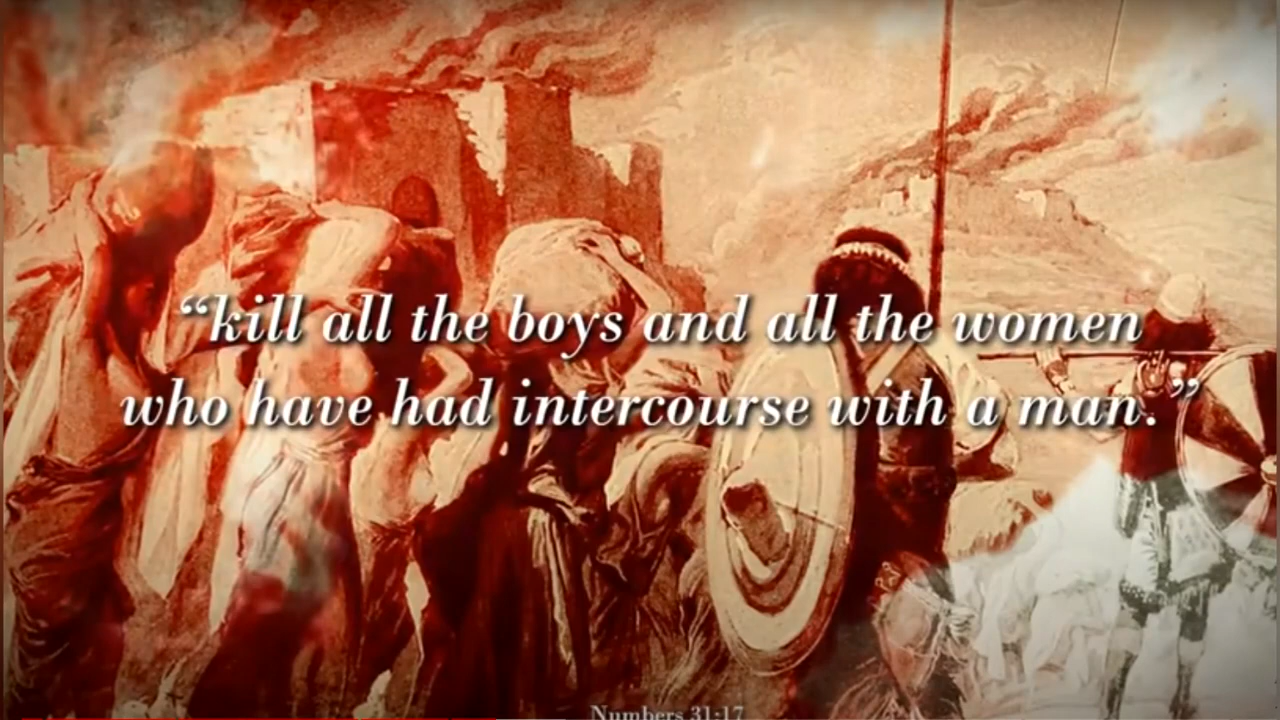 “kill all the boys and all the women
who have had intercourse with a man.”
Numbers 31:17